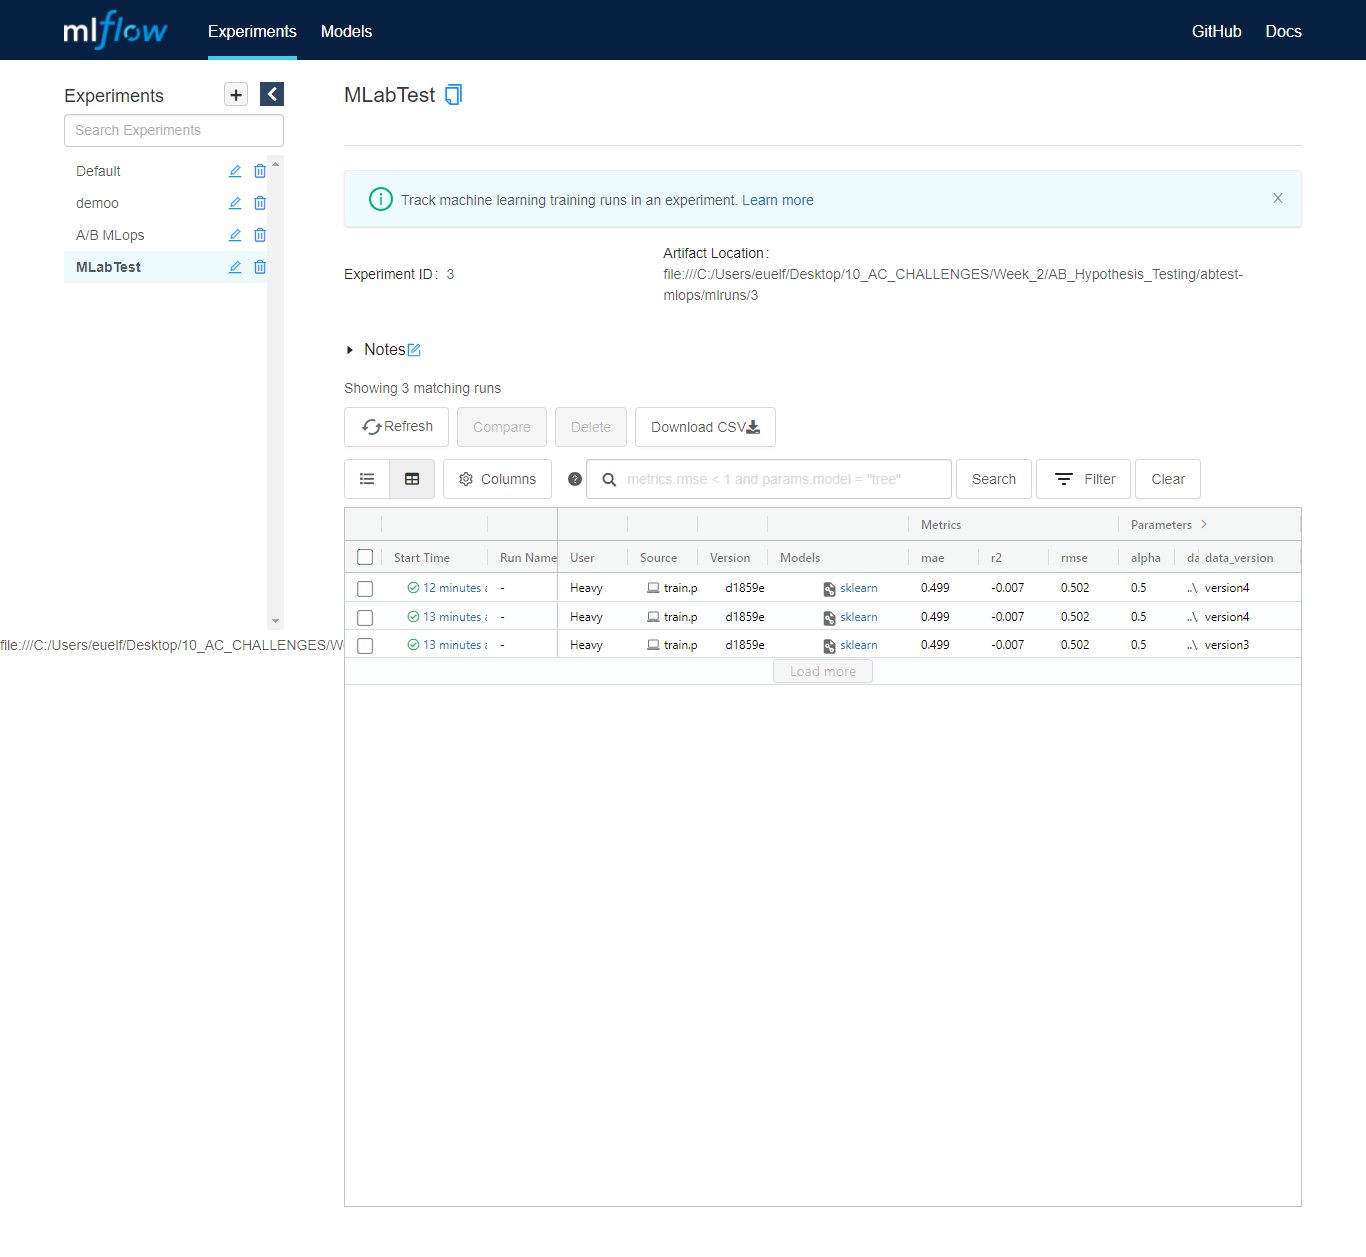 mlflow Experiments Models GitHub Docs
Experiments
Search Experiments
Default
demoo
A/B MLops
MLabTest
file:///C:/Users/euelf/Desktop/10_AC_CHALLENGES/W
MLabTest
Track machine learning training runs in an experiment. Learn more
Experiment ID: 3
Artifact Location:
file:///C:/Users/euelf/Desktop/10_AC_CHALLENGES/Week_2/AB_Hypothesis_Testing/abtest-
mlops/mlruns/3
Notes
Showing 3 matching runs
Refresh Compare Delete Download CSV
Columns metrics.rmse < 1 and params.model = "tree" Search Filter Clear
Metrics Parameters >
Start Time Run Name User Source Version Models mae r2 rmse alpha da data_version
12 minutes a - Heavy train.p d1859e sklearn 0.499 -0.007 0.502 0.5 ..\ version4
13 minutes a - Heavy train.p d1859e sklearn 0.499 -0.007 0.502 0.5 ..\ version4
13 minutes a - Heavy train.p d1859e sklearn 0.499 -0.007 0.502 0.5 ..\ version3
Load more